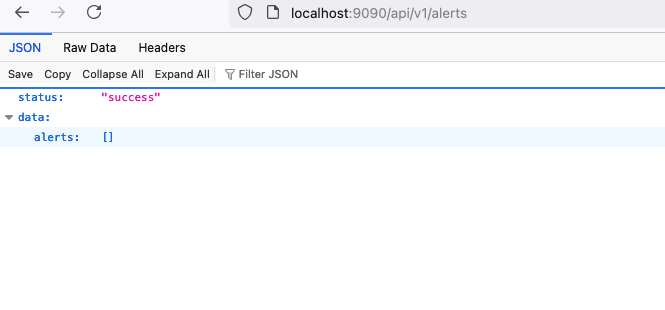 localhost:9090/api/v1/alerts
JSON Raw Data Headers
Save Copy Collapse All Expand All Filter JSON
status: "success"
data:
alerts: []